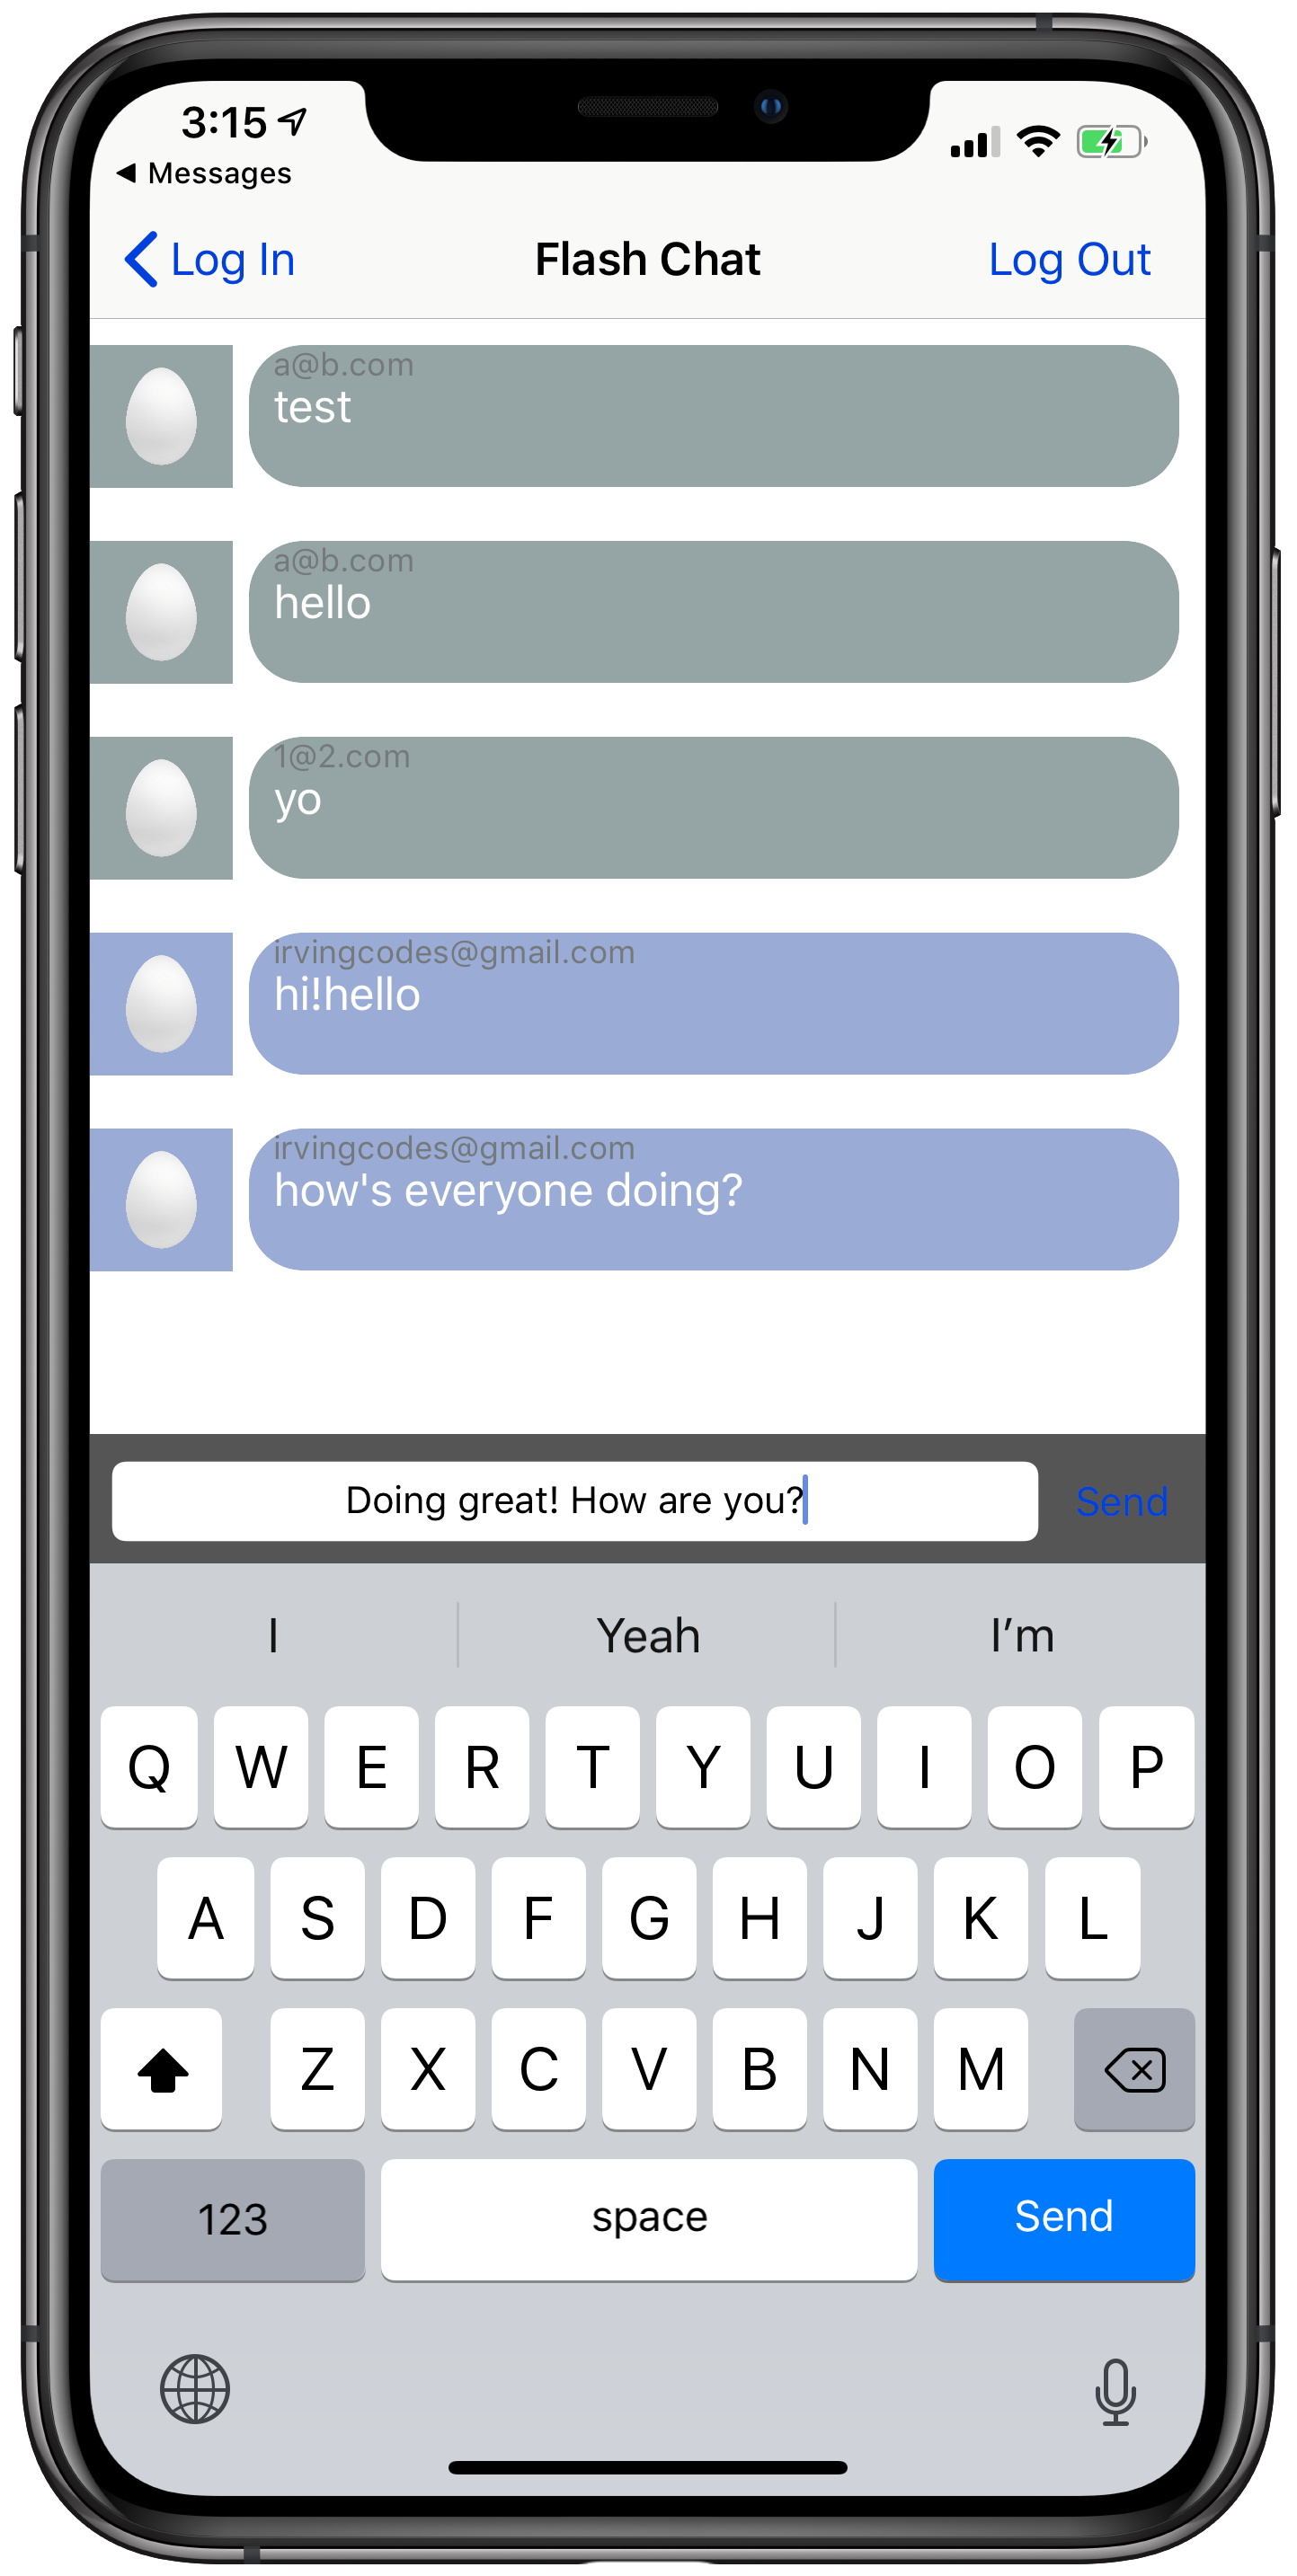 3:15
Messages
Log In Flash Chat Log Out
a@b.com
test
a@b.com
hello
1@2.com
yo
irvingcodes@gmail.com
hi!hello
irvingcodes@gmail.com
how's everyone doing?
Doing great! How are you? Send
I Yeah I’m
Q W E R T Y U I O P
A S D F G H J K L
Z X C V B N M
123 space Send